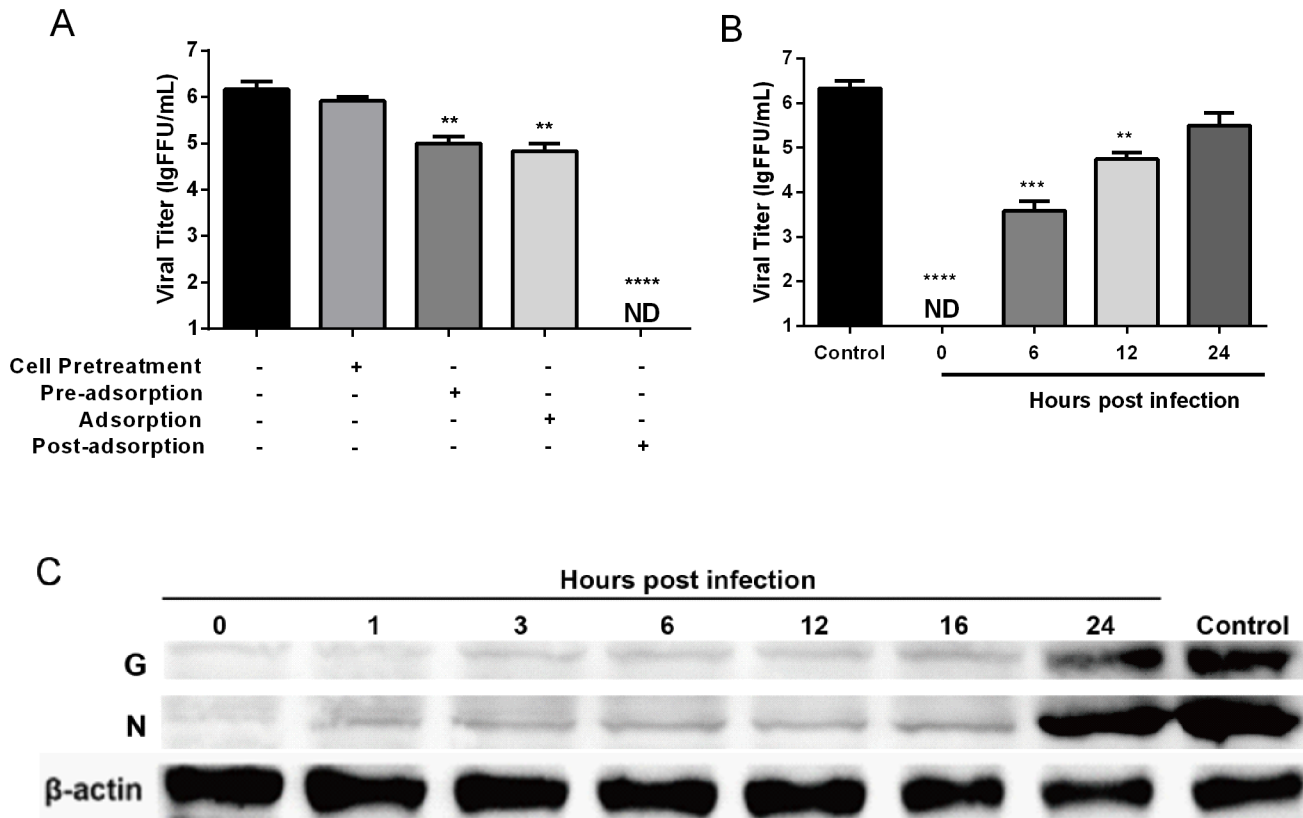 A
Viral Titer (lgFFU/mL)
7
6
5
4
3
2
1
**
**
****
ND
Cell Pretreatment - + - - -
Pre-adsorption - - + - -
Adsorption - - - + -
Post-adsorption - - - - +
B
Viral Titer (lgFFU/mL)
7
6
5
4
3
2
1
****
ND
***
**
Control 0 6 12 24
Hours post infection
C
Hours post infection
0 1 3 6 12 16 24 Control
G
N
β-actin